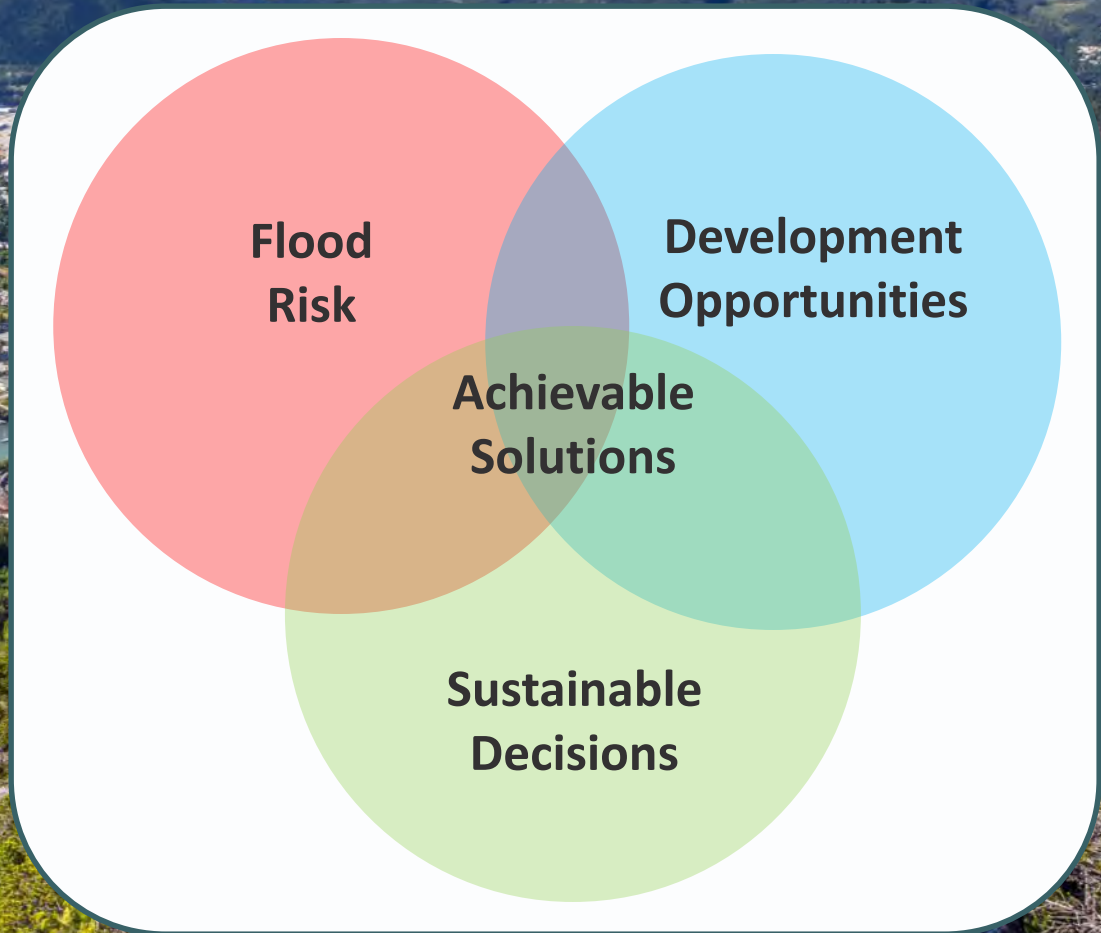 Flood
Risk
Development
Opportunities
Achievable
Solutions
Sustainable
Decisions